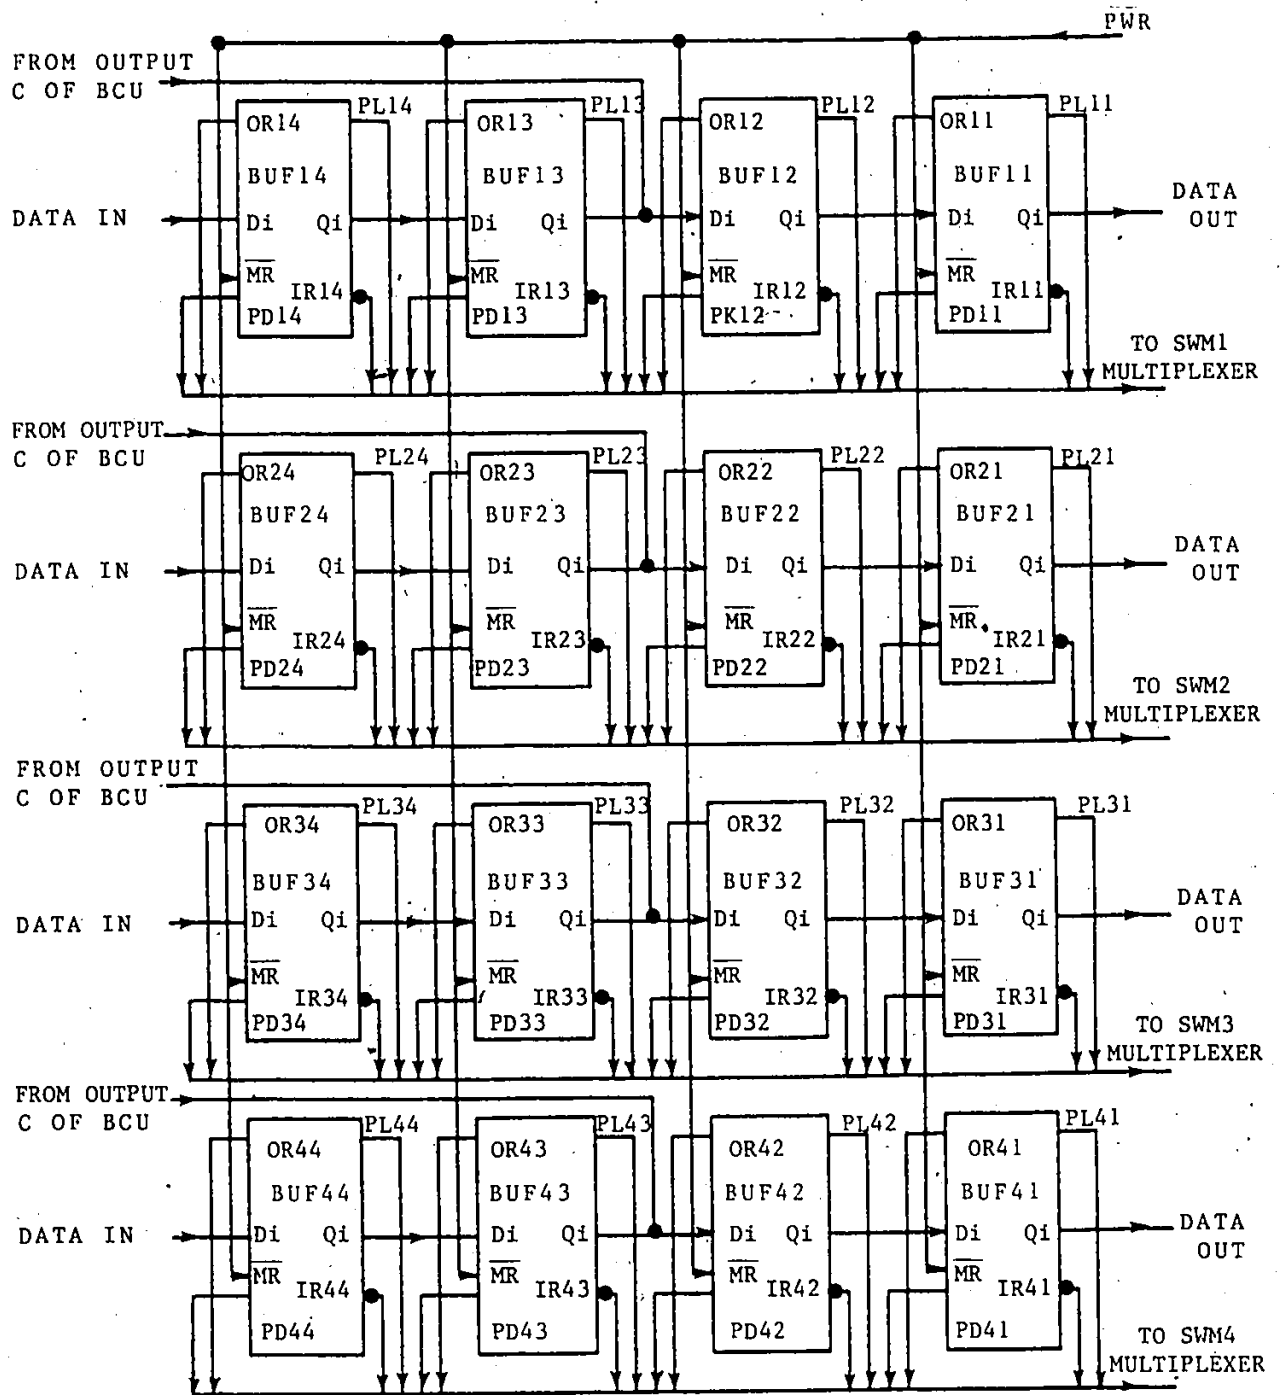 PWR
FROM OUTPUT
C OF BCU
PL14 PL13 PL12 PL11
OR14 OR13 OR12 OR11
BUF14 BUF13 BUF12 BUF11
DATA IN Di Qi Di Qi Di Qi Di Qi DATA
OUT
MR MR MR MR
IR14 IR13 IR12 IR11
PD14 PD13 PK12 PD11
TO SWM1
MULTIPLEXER
FROM OUTPUT
C OF BCU
PL24 PL23 PL22 PL21
OR24 OR23 OR22 OR21
BUF24 BUF23 BUF22 BUF21
DATA IN Di Qi Di Qi Di Qi Di Qi DATA
OUT
MR MR MR MR
IR24 IR23 IR22 IR21
PD24 PD23 PD22 PD21
TO SWM2
MULTIPLEXER
FROM OUTPUT
C OF BCU
PL34 PL33 PL32 PL31
OR34 OR33 OR32 OR31
BUF34 BUF33 BUF32 BUF31
DATA IN Di Qi Di Qi Di Qi Di Qi DATA
OUT
MR MR MR MR
IR34 IR33 IR32 IR31
PD34 PD33 PD32 PD31
TO SWM3
MULTIPLEXER
FROM OUTPUT
C OF BCU
PL44 PL43 PL42 PL41
OR44 OR43 OR42 OR41
BUF44 BUF43 BUF42 BUF41
DATA IN Di Qi Di Qi Di Qi Di Qi DATA
OUT
MR MR MR MR
IR44 IR43 IR42 IR41
PD44 PD43 PD42 PD41
TO SWM4
MULTIPLEXER